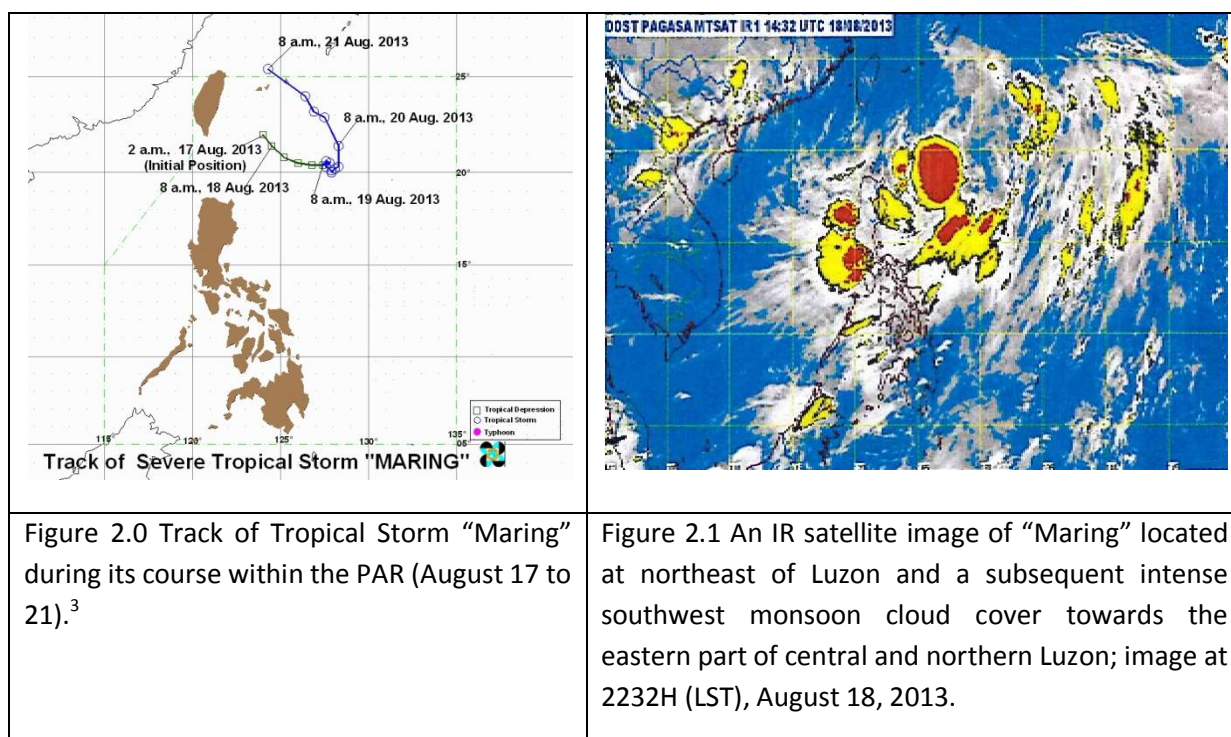 8 a.m., 21 Aug. 2013
25°
8 a.m., 20 Aug. 2013
2 a.m., 17 Aug. 2013
(Initial Position)
20°
8 a.m., 18 Aug. 2013
8 a.m., 19 Aug. 2013
15°
Tropical Depression
Tropical Storm
Typhoon
115 120 125 130 135°
05
Track of Severe Tropical Storm "MARING"
DOST PAGASA MTSAT IR1 14:32 UTC 18/08/2013
Figure 2.0 Track of Tropical Storm “Maring”
during its course within the PAR (August 17 to
21).3
Figure 2.1 An IR satellite image of “Maring” located
at northeast of Luzon and a subsequent intense
southwest monsoon cloud cover towards the
eastern part of central and northern Luzon; image at
2232H (LST), August 18, 2013.